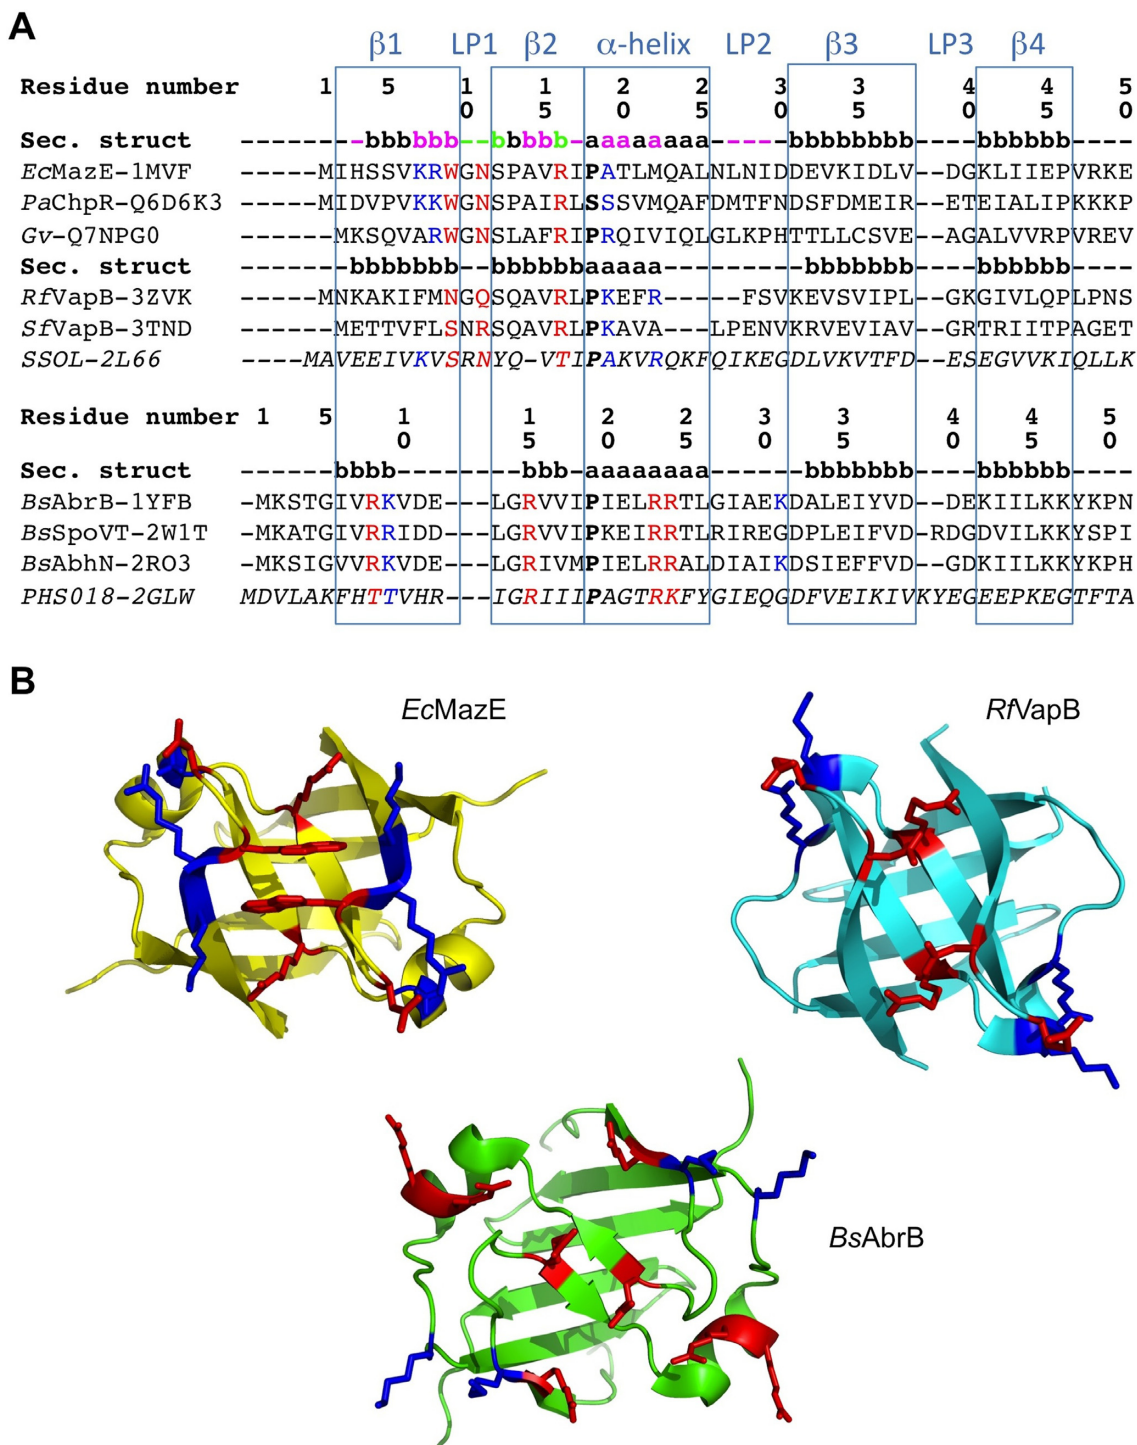 A
β1 LP1 β2 α-helix LP2 β3 LP3 β4
Residue number 1 5 1 1 2 2 3 3 4 4 5
0 5 0 5 0 5 0 5 0
Sec. struct -------bbbbbb--bbbbb-aaaaaaaa-----bbbbbbbb----bbbbbb----
EcMazE-1MVF -----MIHSSVKRWGNSPAVRIPATLMQALNLNIDDEVKIDLV--DGKLIIEPVRKE
PaChpR-Q6D6K3 -----MIDVPVKKWGNSPAIRLSSSVMQAFDMTFNDSFDMEIR--ETEIALIPKKKP
Gv-Q7NPG0 ------MKSQVARWGNSLAFRIPRQIVIQLGLKPHTTLLCSVE--AGALVVRPVREV
Sec. struct -------bbbbbbb--bbbbbbaaaaa---------bbbbbbb----bbbbbb----
RfVapB-3ZVK -----MNKAKIFMNGQSQAVRLPKEFR-----FSVKEVSVIPL--GKGIVLQPLPNS
SfVapB-3TND ------METTVFLSNRSQAVRLPKAVA---LPENVKRVEVIAV--GRTRIITPAGET
SSOL-2L66 ----MAVEEIVKVSRNYQ-VTIPAKVRQKFQIKEGDLVKVTFD--ESEGVVKIQLLK
Residue number 1 5 1 1 2 2 3 3 4 4 5
0 5 0 5 0 5 0 5 0
Sec. struct ------bbbb--------bbb-aaaaaaaa------bbbbbbb----bbbbbb----
BsAbrB-1YFB -MKSTGIVRKVDE---LGRVVIPIELRRTLGIAEKDALEIYVD--DEKIILKKYKPN
BsSpoVT-2W1T -MKATGIVRRIDD---LGRVVIPKEIRRTLRIREGDPLEIFVD-RDGDVILKKYSPI
BsAbhN-2RO3 -MKSIGVVRKVDE---LGRIVMPIELRRALDIAIKDSIEFFVD--GDKIILKKYKPH
PHS018-2GLW MDVLAKFHTTVHR---IGRIIIPAGTRKFYGIEQGDFVEIKIVKYEGEEPKEGTFTA
B
EcMazE
RfVapB
BsAbrB